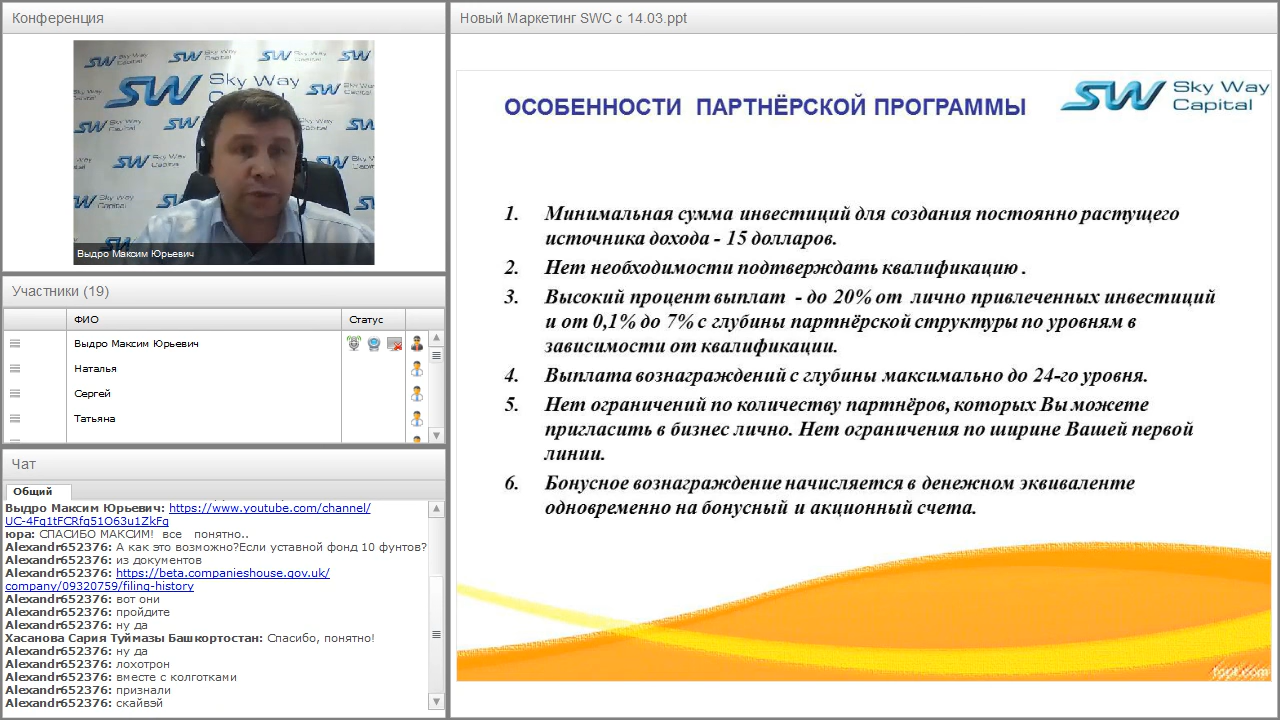 Конференция
SW Sky Way Capital
Выдро Максим Юрьевич
Участники (19)
ФИО
Статус
Выдро Максим Юрьевич
Наталья
Сергей
Татьяна
Чат
Общий
Выдро Максим Юрьевич: https://www.youtube.com/channel/
UC-4Fq1tFCRfg51O63u1ZkFg
юра: СПАСИБО МАКСИМ! все понятно..
Alexandr652376: А как это возможно?Если уставной фонд 10 фунтов?
Alexandr652376: из документов
Alexandr652376: https://beta.companieshouse.gov.uk/
company/09320759/filing-history
Alexandr652376: вот они
Alexandr652376: пройдите
Alexandr652376: ну да
Хасанова Сария Туймазы Башкортостан: Спасибо, понятно!
Alexandr652376: ну да
Alexandr652376: лохотрон
Alexandr652376: вместе с колготками
Alexandr652376: признали
Alexandr652376: скайвэй
Новый Маркетинг SWC с 14.03.ppt
ОСОБЕННОСТИ ПАРТНЁРСКОЙ ПРОГРАММЫ
SW Sky Way
Capital
1. Минимальная сумма инвестиций для создания постоянно растущего
источника дохода - 15 долларов.
2. Нет необходимости подтверждать квалификацию .
3. Высокий процент выплат - до 20% от лично привлеченных инвестиций
и от 0,1% до 7% с глубины партнёрской структуры по уровням в
зависимости от квалификации.
4. Выплата вознаграждений с глубины максимально до 24-го уровня.
5. Нет ограничений по количеству партнёров, которых Вы можете
пригласить в бизнес лично. Нет ограничения по ширине Вашей первой
линии.
6. Бонусное вознаграждение начисляется в денежном эквиваленте
одновременно на бонусный и акционный счета.
fppt.com